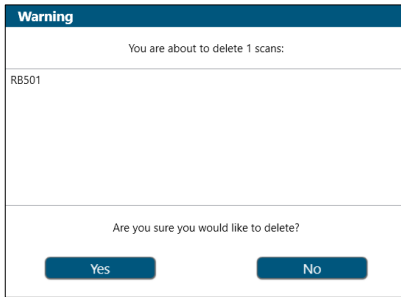 Warning
You are about to delete 1 scans:
RB501
Are you sure you would like to delete?
Yes
No